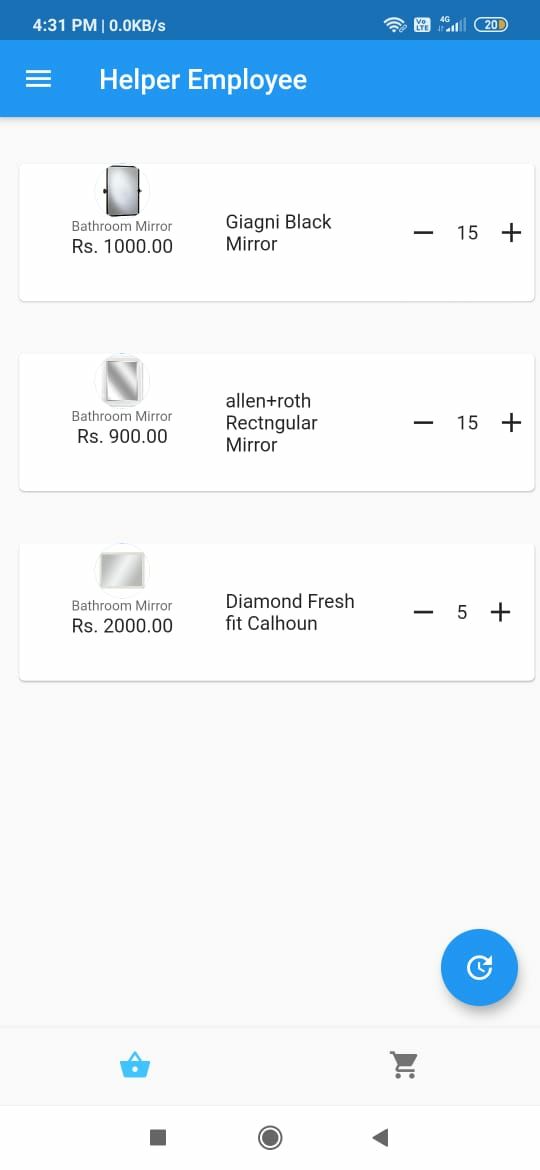 4:31 PM | 0.0KB/s
Vo
LTE
4G
20
Helper Employee
Bathroom Mirror
Rs. 1000.00
Giagni Black
Mirror
15
Bathroom Mirror
Rs. 900.00
allen+roth
Rectngular
Mirror
15
Bathroom Mirror
Rs. 2000.00
Diamond Fresh
fit Calhoun
5